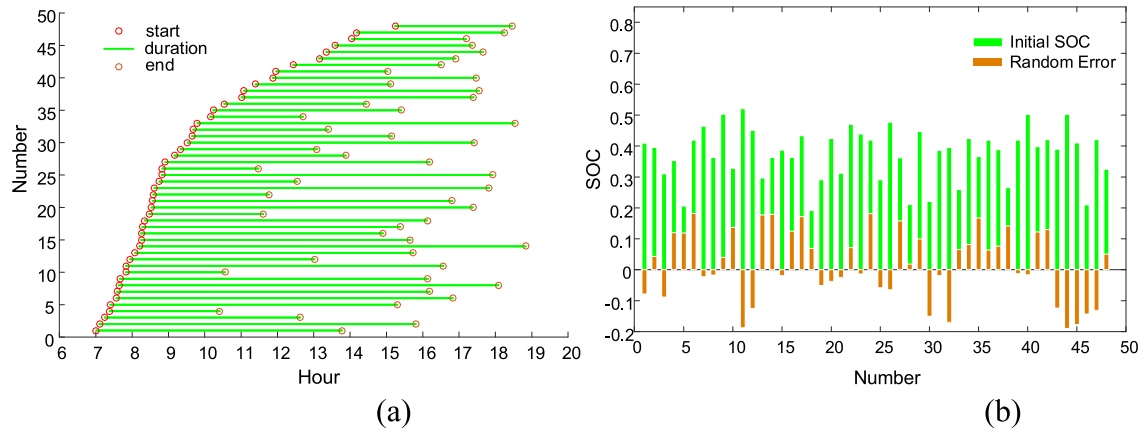 (a)
50
45
40
35
30
25
20
15
10
5
0
Number
start
duration
end
6 7 8 9 10 11 12 13 14 15 16 17 18 19 20
Hour
(b)
0.8
0.7
0.6
0.5
0.4
0.3
0.2
0.1
0
-0.1
-0.2
SOC
Initial SOC
Random Error
0 5 10 15 20 25 30 35 40 45 50
Number
(a)
(b)